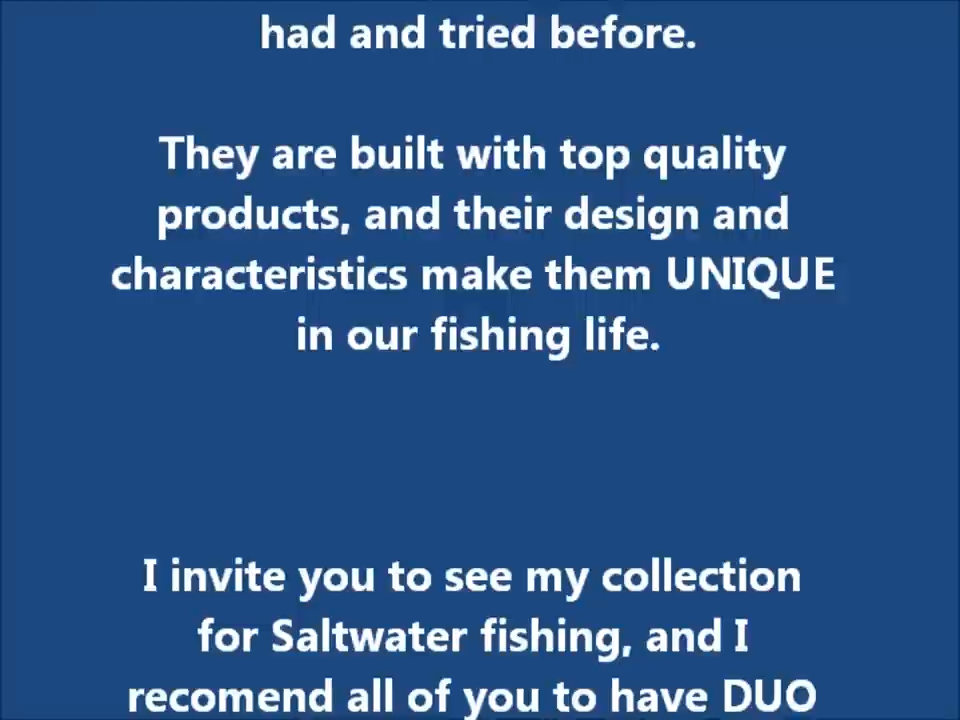 had and tried before.
They are built with top quality
products, and their design and
characteristics make them UNIQUE
in our fishing life.
I invite you to see my collection
for Saltwater fishing, and I
recomend all of you to have DUO